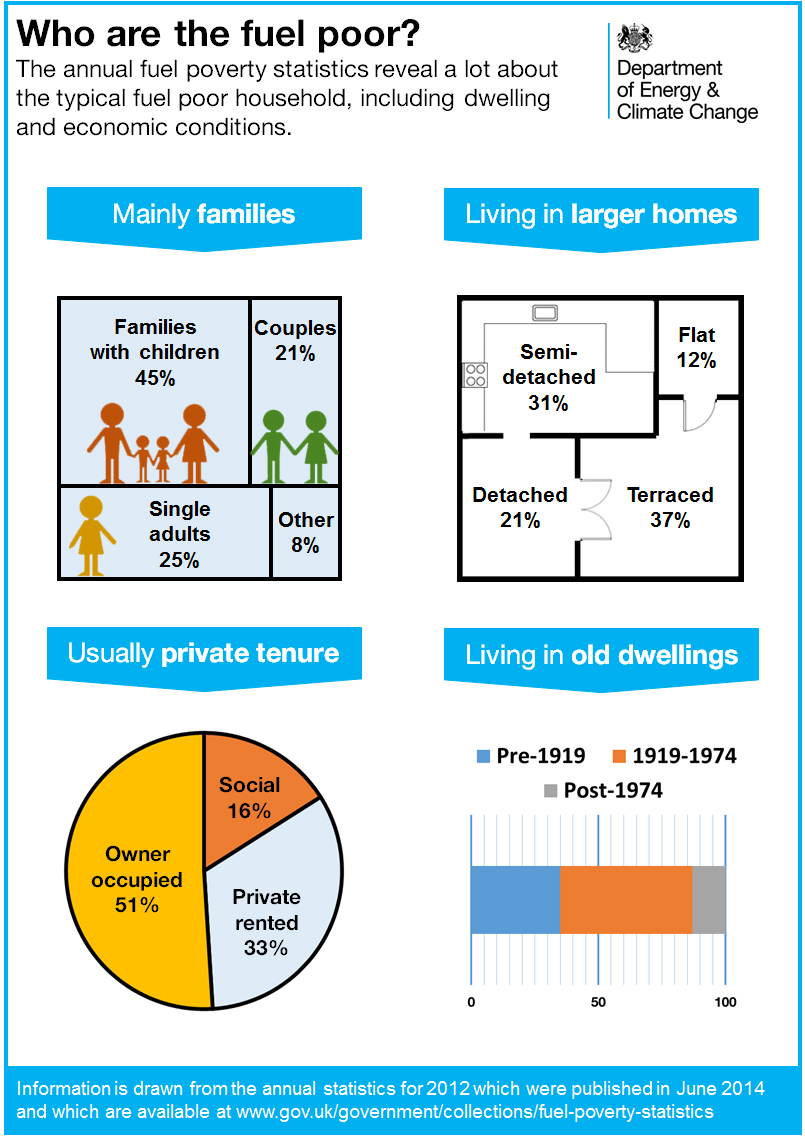 Who are the fuel poor?
The annual fuel poverty statistics reveal a lot about
the typical fuel poor household, including dwelling
and economic conditions.
Department
of Energy &
Climate Change
Mainly families
Families
with children
45%
Couples
21%
Single
adults
25%
Other
8%
Living in larger homes
Semi-
detached
31%
Flat
12%
Detached
21%
Terraced
37%
Usually private tenure
Social
16%
Owner
occupied
51%
Private
rented
33%
Living in old dwellings
Pre-1919
1919-1974
Post-1974
0
50
100
Information is drawn from the annual statistics for 2012 which were published in June 2014
and which are available at www.gov.uk/government/collections/fuel-poverty-statistics